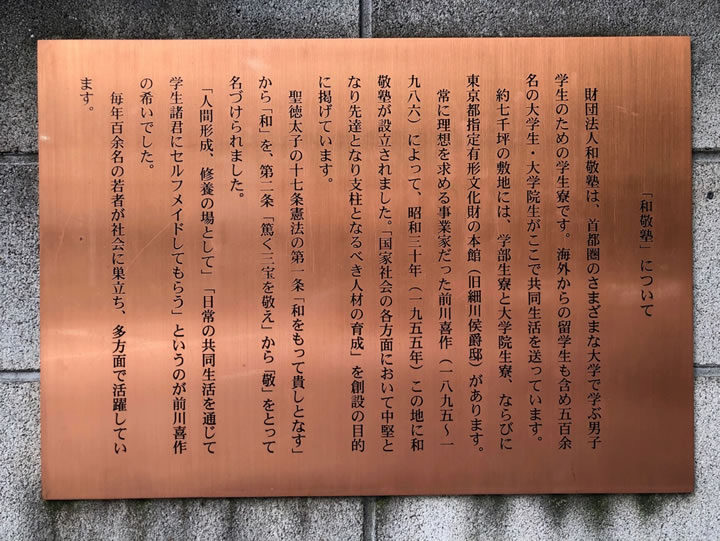 「和敬塾」について
財団法人和敬塾は、首都圏のさまざまな大学で学ぶ男子
学生のための学生寮です。海外からの留学生も含め五百余
名の大学生・大学院生がここで共同生活を送っています。
約七千坪の敷地には、学部生寮と大学院生寮、ならびに
東京都指定有形文化財の本館（旧細川侯爵邸）があります。
常に理想を求める事業家だった前川喜作（一八九五〜一
九八六）によって、昭和三十年（一九五五年）この地に和
敬塾が設立されました。「国家社会の各方面において中堅と
なり先達となり支柱となるべき人材の育成」を創設の目的
に掲げています。
聖徳太子の十七条憲法の第一条「和をもって貴しとなす」
から「和」を、第二条「篤く三宝を敬え」から「敬」をとって
名づけられました。
「人間形成、修養の場として」「日常の共同生活を通じて
学生諸君にセルフメイドしてもらう」というのが前川喜作
の希いでした。
毎年百余名の若者が社会に巣立ち、多方面で活躍してい
ます。